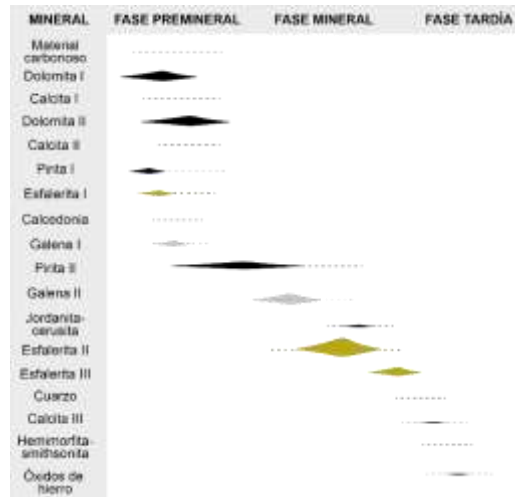 MINERAL FASE PREMINERAL FASE MINERAL FASE TARDÍA
Material
carbonoso
Dolomita I
Calcita I
Dolomita II
Calcita II
Pirita I
Esfalerita I
Calcedonia
Galena I
Pirita II
Galena II
Jordanita-
cerusita
Esfalerita II
Esfalerita III
Cuarzo
Calcita III
Hemimorfita-
smithsonita
Óxidos de
hierro